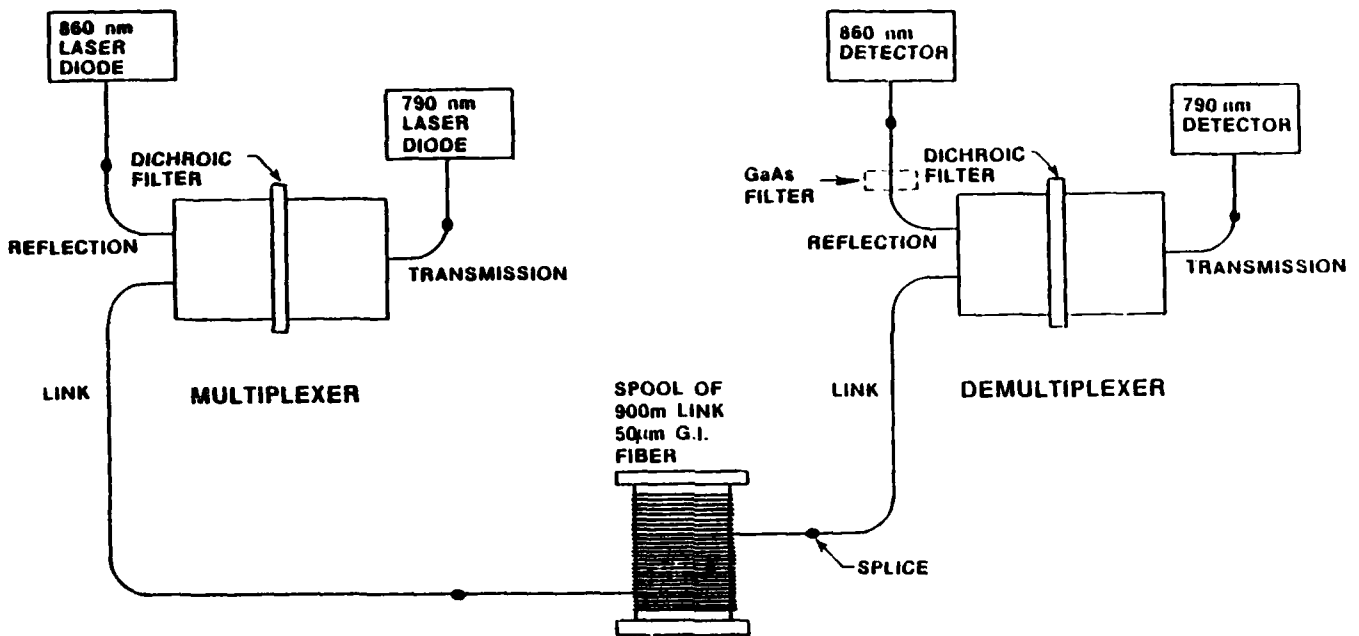 860 nm
LASER
DIODE
790 nm
LASER
DIODE
DICHROIC
FILTER
REFLECTION
TRANSMISSION
LINK
MULTIPLEXER
SPOOL OF
900m LINK
50µm G.I.
FIBER
SPLICE
860 nm
DETECTOR
790 nm
DETECTOR
GaAs
FILTER
DICHROIC
FILTER
REFLECTION
TRANSMISSION
LINK
DEMULTIPLEXER